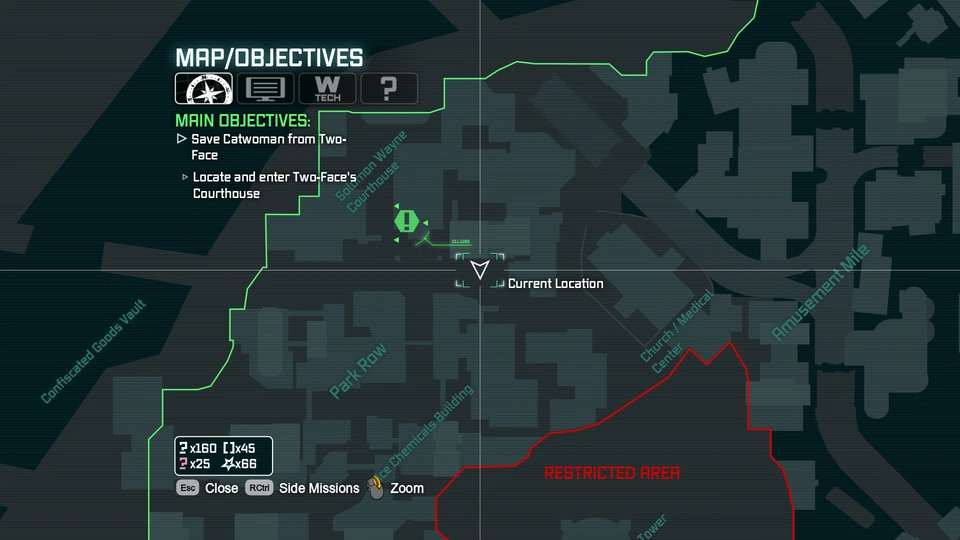 MAP/OBJECTIVES
W
TECH
?
MAIN OBJECTIVES:
Save Catwoman from Two-
Face
Locate and enter Two-Face's
Courthouse
Solomon Wayne
Courthouse
!
Current Location
Confiscated Goods Vault
Park Row
Church / Medical
Center
Amusement Mile
ce Chemicals Building
RESTRICTED AREA
Tower
? x160 [] x45
? x25 x66
Esc Close RCtrl Side Missions Zoom